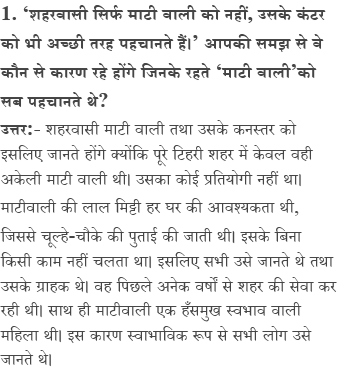 1. ‘शहरवासी सिर्फ माटी वाली को नहीं, उसके कंटर
को भी अच्छी तरह पहचानते हैं।’ आपकी समझ से वे
कौन से कारण रहे होंगे जिनके रहते ‘माटी वाली’को
सब पहचानते थे?
उत्तर:- शहरवासी माटी वाली तथा उसके कनस्तर को
इसलिए जानते होंगे क्योंकि पूरे टिहरी शहर में केवल वही
अकेली माटी वाली थी। उसका कोई प्रतियोगी नहीं था।
माटीवाली की लाल मिट्टी हर घर की आवश्यकता थी,
जिससे चूल्हे-चौके की पुताई की जाती थी। इसके बिना
किसी काम नहीं चलता था। इसलिए सभी उसे जानते थे तथा
उसके ग्राहक थे। वह पिछले अनेक वर्षों से शहर की सेवा कर
रही थी। साथ ही माटीवाली एक हँसमुख स्वभाव वाली
महिला थी। इस कारण स्वाभाविक रूप से सभी लोग उसे
जानते थे।